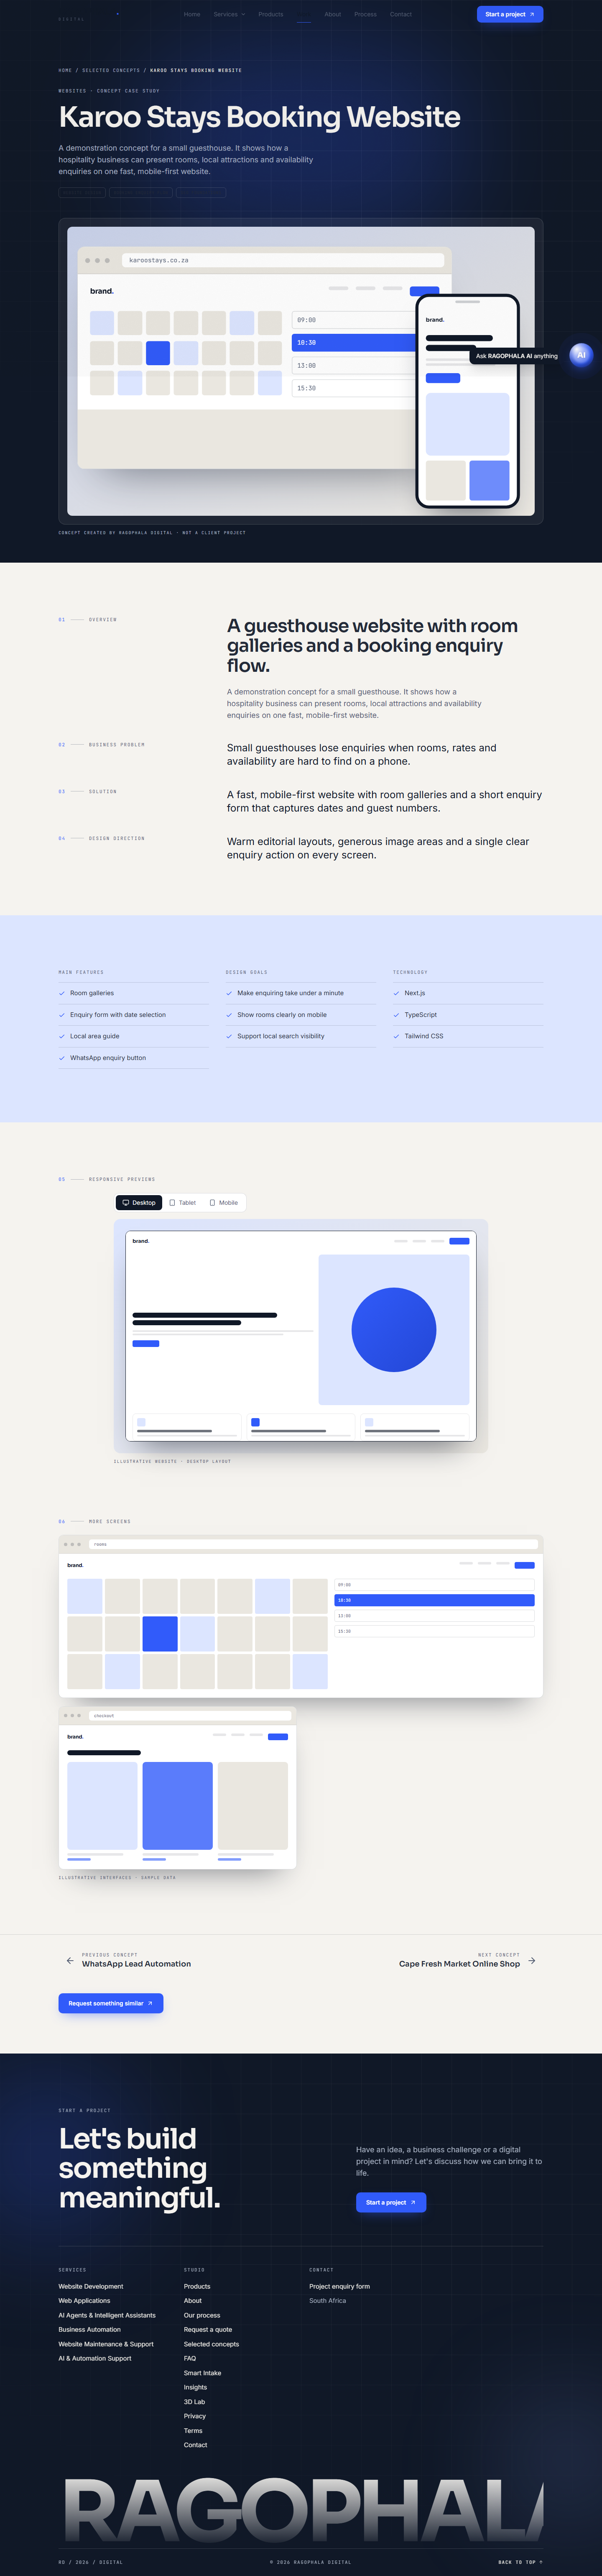 DIGITAL
Home
Services
Products
About
Process
Contact
Start a project
HOME / SELECTED CONCEPTS / KAROO STAYS BOOKING WEBSITE
WEBSITES · CONCEPT CASE STUDY
Karoo Stays Booking Website
A demonstration concept for a small guesthouse. It shows how a
hospitality business can present rooms, local attractions and availability
enquiries on one fast, mobile-first website.
karoostays.co.za
brand.
09:00
10:30
13:00
15:30
brand.
Ask RAGOPHALA AI anything
AI
CONCEPT CREATED BY RAGOPHALA DIGITAL · NOT A CLIENT PROJECT
01 OVERVIEW
A guesthouse website with room
galleries and a booking enquiry
flow.
A demonstration concept for a small guesthouse. It shows how a
hospitality business can present rooms, local attractions and availability
enquiries on one fast, mobile-first website.
02 BUSINESS PROBLEM
Small guesthouses lose enquiries when rooms, rates and
availability are hard to find on a phone.
03 SOLUTION
A fast, mobile-first website with room galleries and a short enquiry
form that captures dates and guest numbers.
04 DESIGN DIRECTION
Warm editorial layouts, generous image areas and a single clear
enquiry action on every screen.
MAIN FEATURES
Room galleries
Enquiry form with date selection
Local area guide
WhatsApp enquiry button
DESIGN GOALS
Make enquiring take under a minute
Show rooms clearly on mobile
Support local search visibility
TECHNOLOGY
Next.js
TypeScript
Tailwind CSS
05 RESPONSIVE PREVIEWS
Desktop
Tablet
Mobile
brand.
ILLUSTRATIVE WEBSITE · DESKTOP LAYOUT
06 MORE SCREENS
rooms
brand.
09:00
10:30
13:00
15:30
checkout
brand.
ILLUSTRATIVE INTERFACES · SAMPLE DATA
PREVIOUS CONCEPT
WhatsApp Lead Automation
NEXT CONCEPT
Cape Fresh Market Online Shop
Request something similar
START A PROJECT
Let's build
something
meaningful.
Have an idea, a business challenge or a digital
project in mind? Let's discuss how we can bring it to
life.
Start a project
SERVICES
Website Development
Web Applications
AI Agents & Intelligent Assistants
Business Automation
Website Maintenance & Support
AI & Automation Support
STUDIO
Products
About
Our process
Request a quote
Selected concepts
FAQ
Smart Intake
Insights
3D Lab
Privacy
Terms
Contact
CONTACT
Project enquiry form
South Africa
RAGOPHALA
RD / 2026 / DIGITAL
© 2026 RAGOPHALA DIGITAL
BACK TO TOP ↑